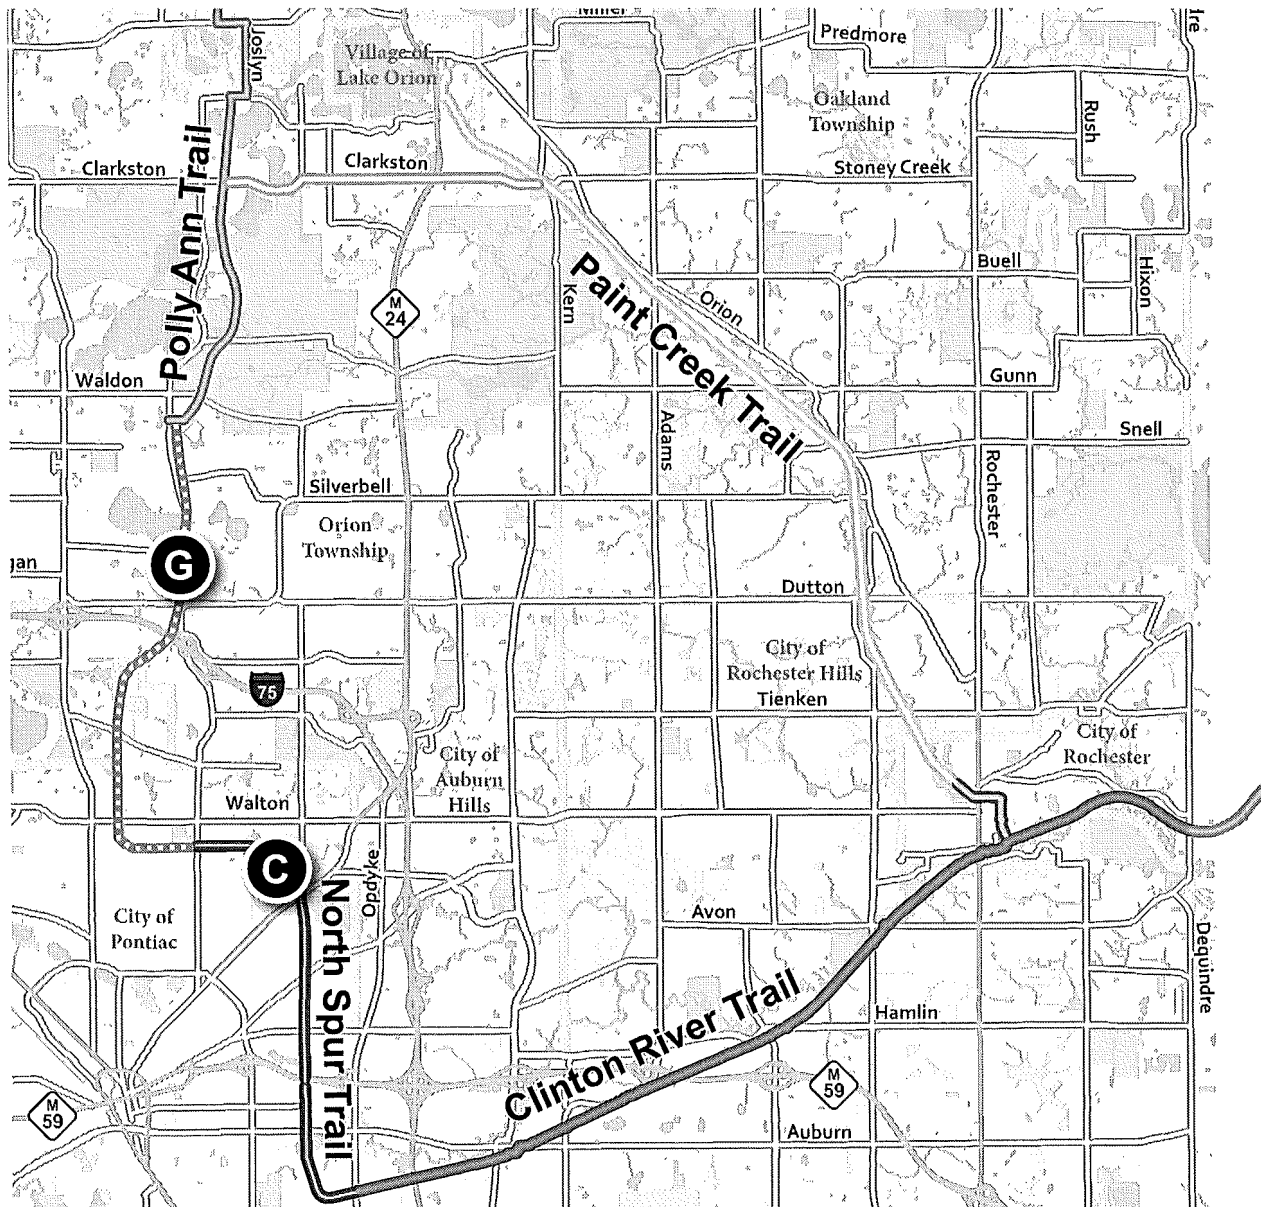 Miller
Predmore
Joslyn
Village of
Lake Orion
Oakland
Township
Rush
Clarkston
Clarkston
Stoney Creek
Polly Ann Trail
Buell
Hixon
Paint Creek Trail
Orion
M
24
Kern
Waldon
Gunn
Adams
Snell
Silverbell
Rochester
Orion
Township
G
Dutton
City of
Rochester Hills
Tienken
75
City of
Rochester
City of
Auburn
Hills
Walton
C
Opdyke
North Spur Trail
City of
Pontiac
Avon
Dequindre
Clinton River Trail
Hamlin
M
59
M
59
Auburn